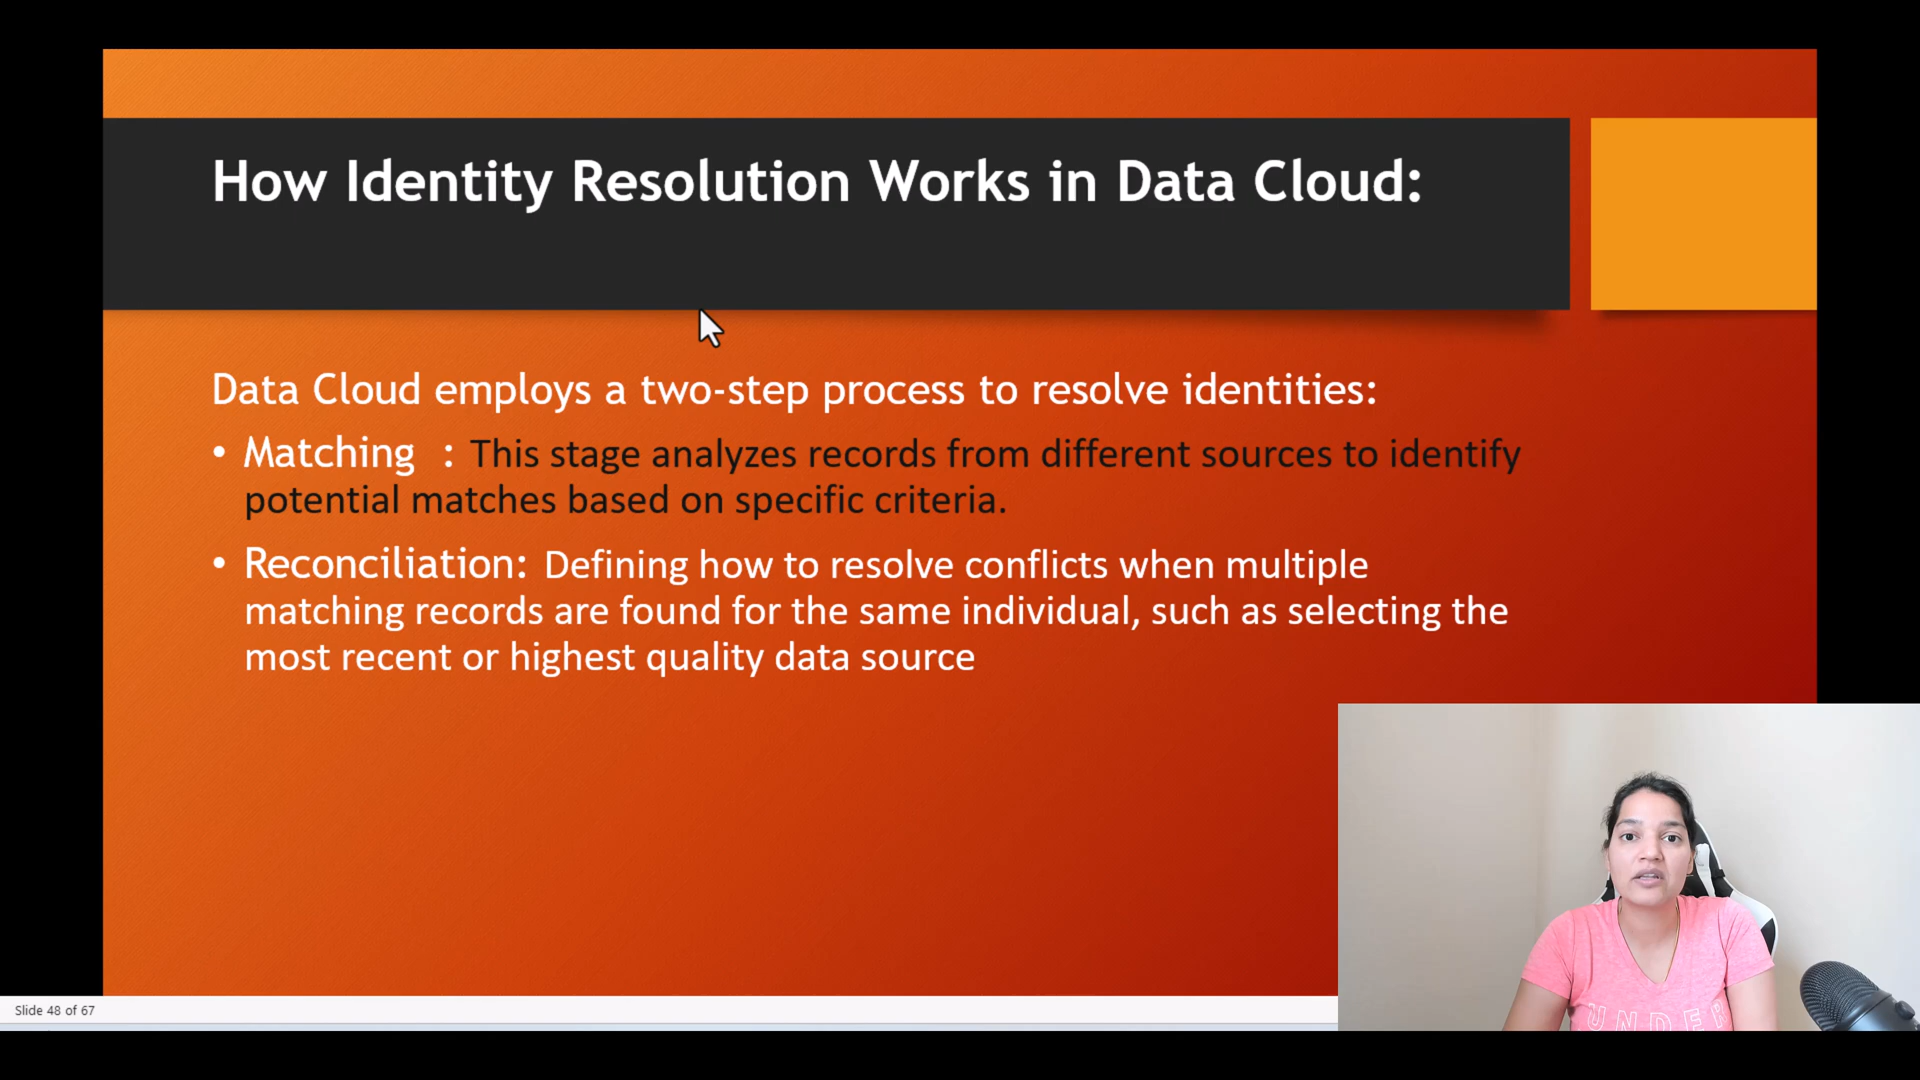 How Identity Resolution Works in Data Cloud:
Data Cloud employs a two-step process to resolve identities:
• Matching : This stage analyzes records from different sources to identify
potential matches based on specific criteria.
• Reconciliation: Defining how to resolve conflicts when multiple
matching records are found for the same individual, such as selecting the
most recent or highest quality data source
Slide 48 of 67
UNDER